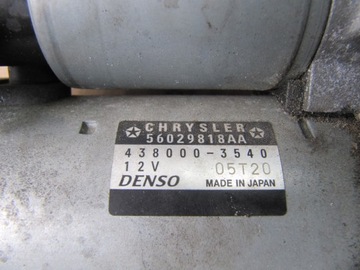 CHRYSLER
56029818AA
438000-3540
12V 05T20
DENSO MADE IN JAPAN